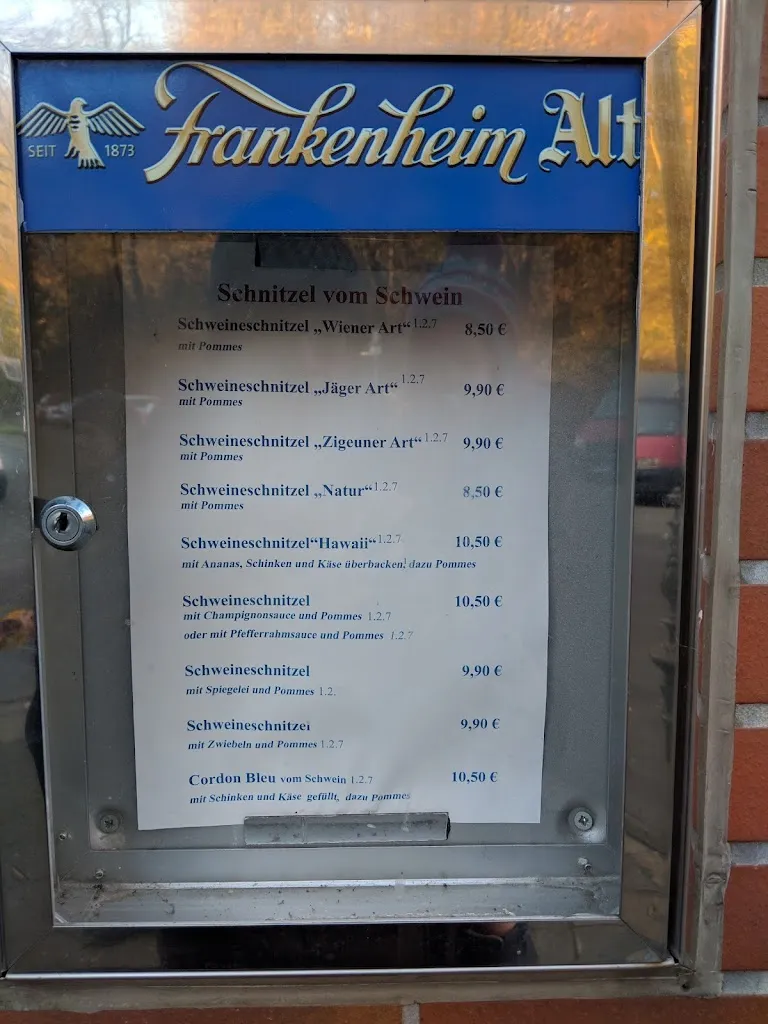 SEIT 1873 Frankenheim Alt
Schnitzel vom Schwein
Schweineschnitzel „Wiener Art“ 1.2.7 8,50 €
mit Pommes
Schweineschnitzel „Jäger Art“ 1.2.7 9,90 €
mit Pommes
Schweineschnitzel „Zigeuner Art“ 1.2.7 9,90 €
mit Pommes
Schweineschnitzel „Natur“ 1.2.7 8,50 €
mit Pommes
Schweineschnitzel“Hawaii“ 1.2.7 10,50 €
mit Ananas, Schinken und Käse überbacken, dazu Pommes
Schweineschnitzel 10,50 €
mit Champignonsauce und Pommes 1.2.7
oder mit Pfefferrahmsauce und Pommes 1.2.7
Schweineschnitzel 9,90 €
mit Spiegelei und Pommes 1.2.
Schweineschnitzel 9,90 €
mit Zwiebeln und Pommes 1.2.7
Cordon Bleu vom Schwein 1.2.7 10,50 €
mit Schinken und Käse gefüllt, dazu Pommes